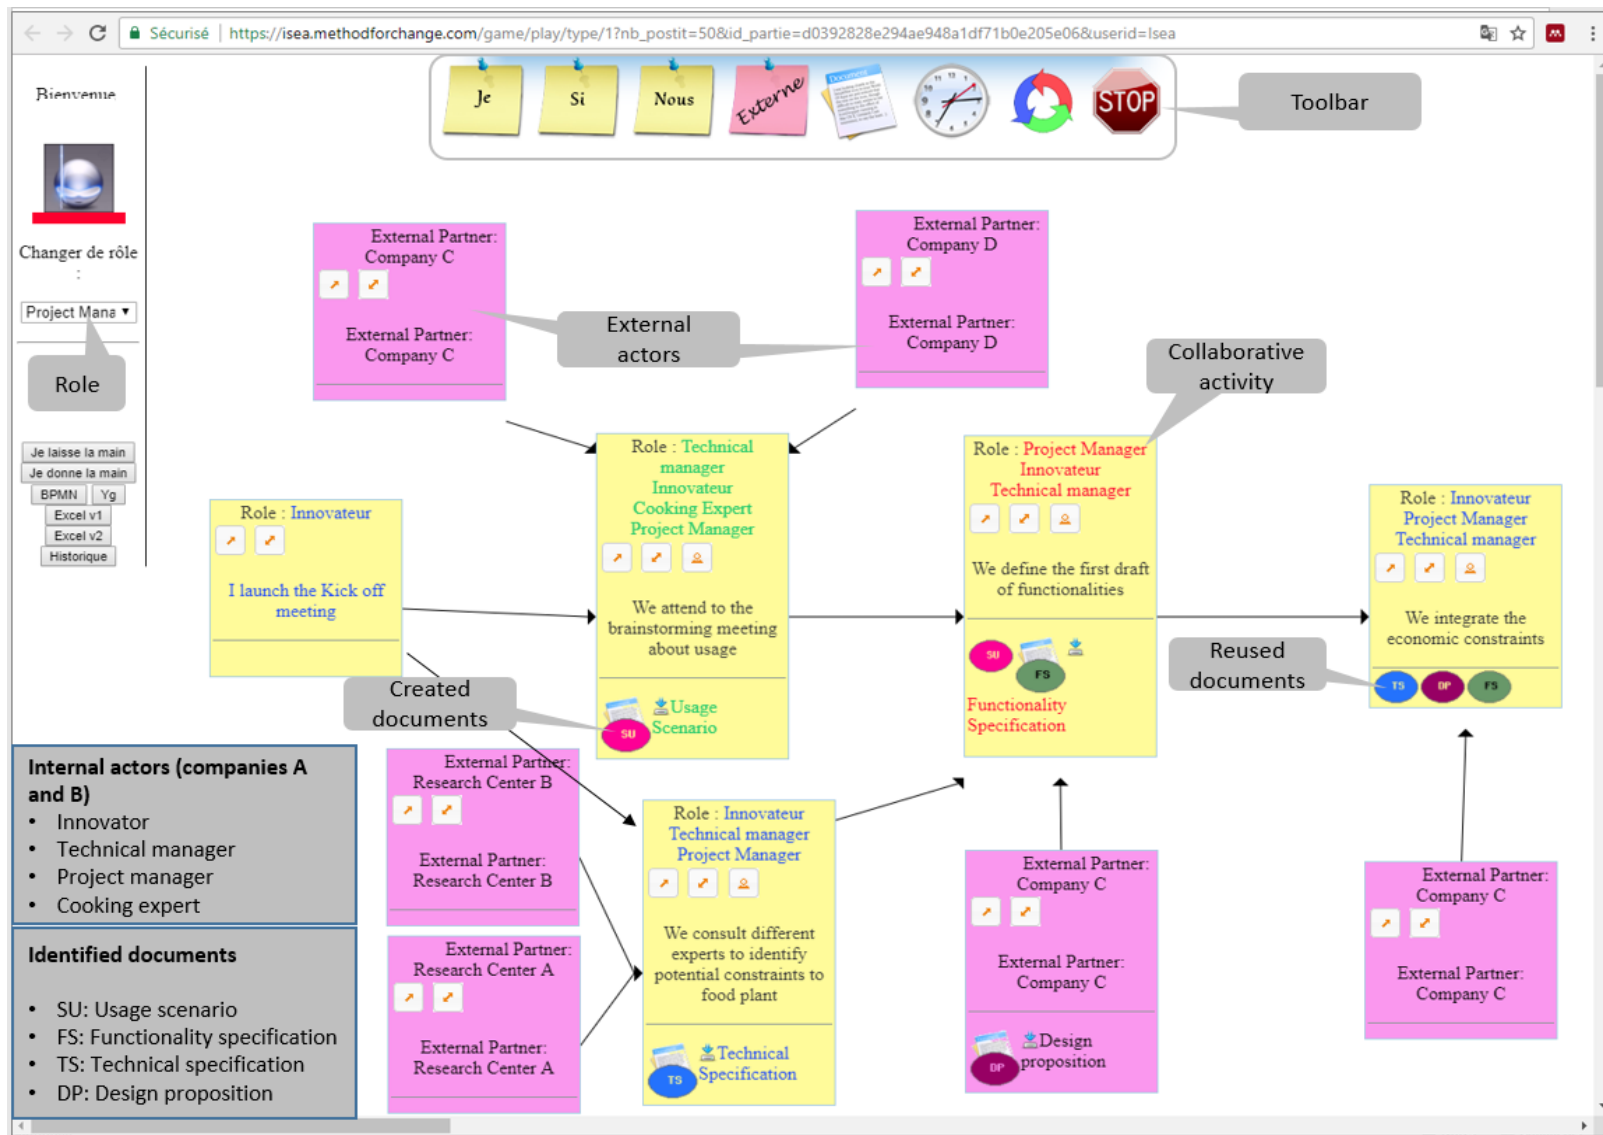 Sécurisé
https://isea.methodforchange.com/game/play/type/1?nb_postit=50&id_partie=d0392828e294ae948a1df71b0e205e06&userid=Isea
Bienvenue
Je
Si
Nous
Externe
Document
STOP
Toolbar
Changer de rôle
:
Project Mana
Role
Je laisse la main
Je donne la main
BPMN
Yg
Excel v1
Excel v2
Historique
External Partner:
Company C
External Partner:
Company C
External
actors
External Partner:
Company D
External Partner:
Company D
Collaborative
activity
Role : Innovateur
I launch the Kick off
meeting
Role : Technical
manager
Innovateur
Cooking Expert
Project Manager
We attend to the
brainstorming meeting
about usage
SU
Usage
Scenario
Role : Project Manager
Innovateur
Technical manager
We define the first draft
of functionalities
SU
FS
Functionality
Specification
Role : Innovateur
Project Manager
Technical manager
We integrate the
economic constraints
TS
DP
FS
Reused
documents
Created
documents
Internal actors (companies A
and B)
• Innovator
• Technical manager
• Project manager
• Cooking expert
Identified documents
• SU: Usage scenario
• FS: Functionality specification
• TS: Technical specification
• DP: Design proposition
External Partner:
Research Center B
External Partner:
Research Center B
External Partner:
Research Center A
External Partner:
Research Center A
Role : Innovateur
Technical manager
Project Manager
We consult different
experts to identify
potential constraints to
food plant
TS
Technical
Specification
External Partner:
Company C
External Partner:
Company C
DP
Design
proposition
External Partner:
Company C
External Partner:
Company C